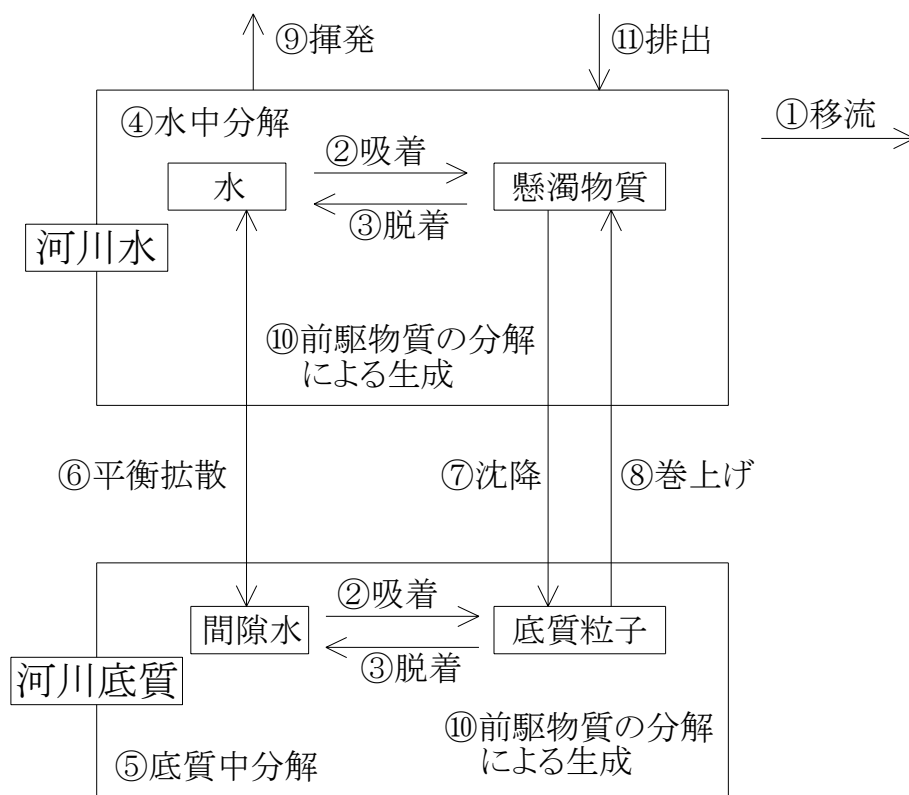 ⑨揮発
⑪排出
④水中分解
①移流
②吸着
水
懸濁物質
③脱着
河川水
⑩前駆物質の分解
による生成
⑥平衡拡散
⑦沈降
⑧巻上げ
②吸着
間隙水
底質粒子
③脱着
河川底質
⑩前駆物質の分解
による生成
⑤底質中分解